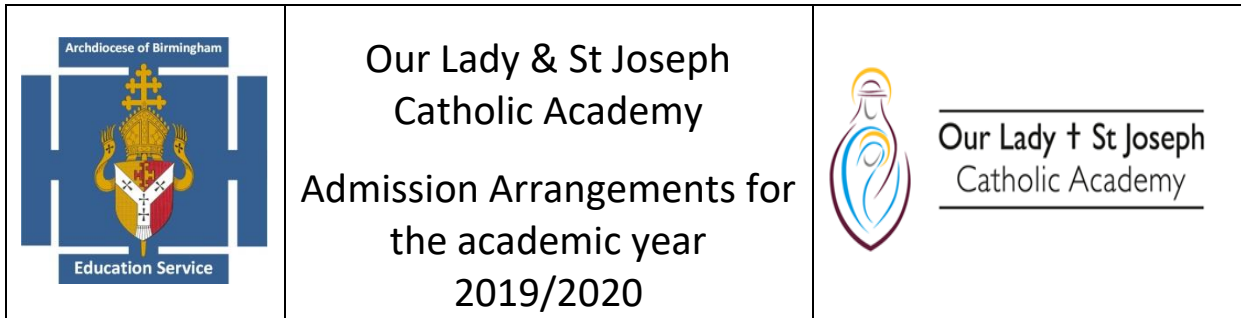 Archdiocese of Birmingham
Education Service
Our Lady & St Joseph
Catholic Academy
Admission Arrangements for
the academic year
2019/2020
Our Lady † St Joseph
Catholic Academy